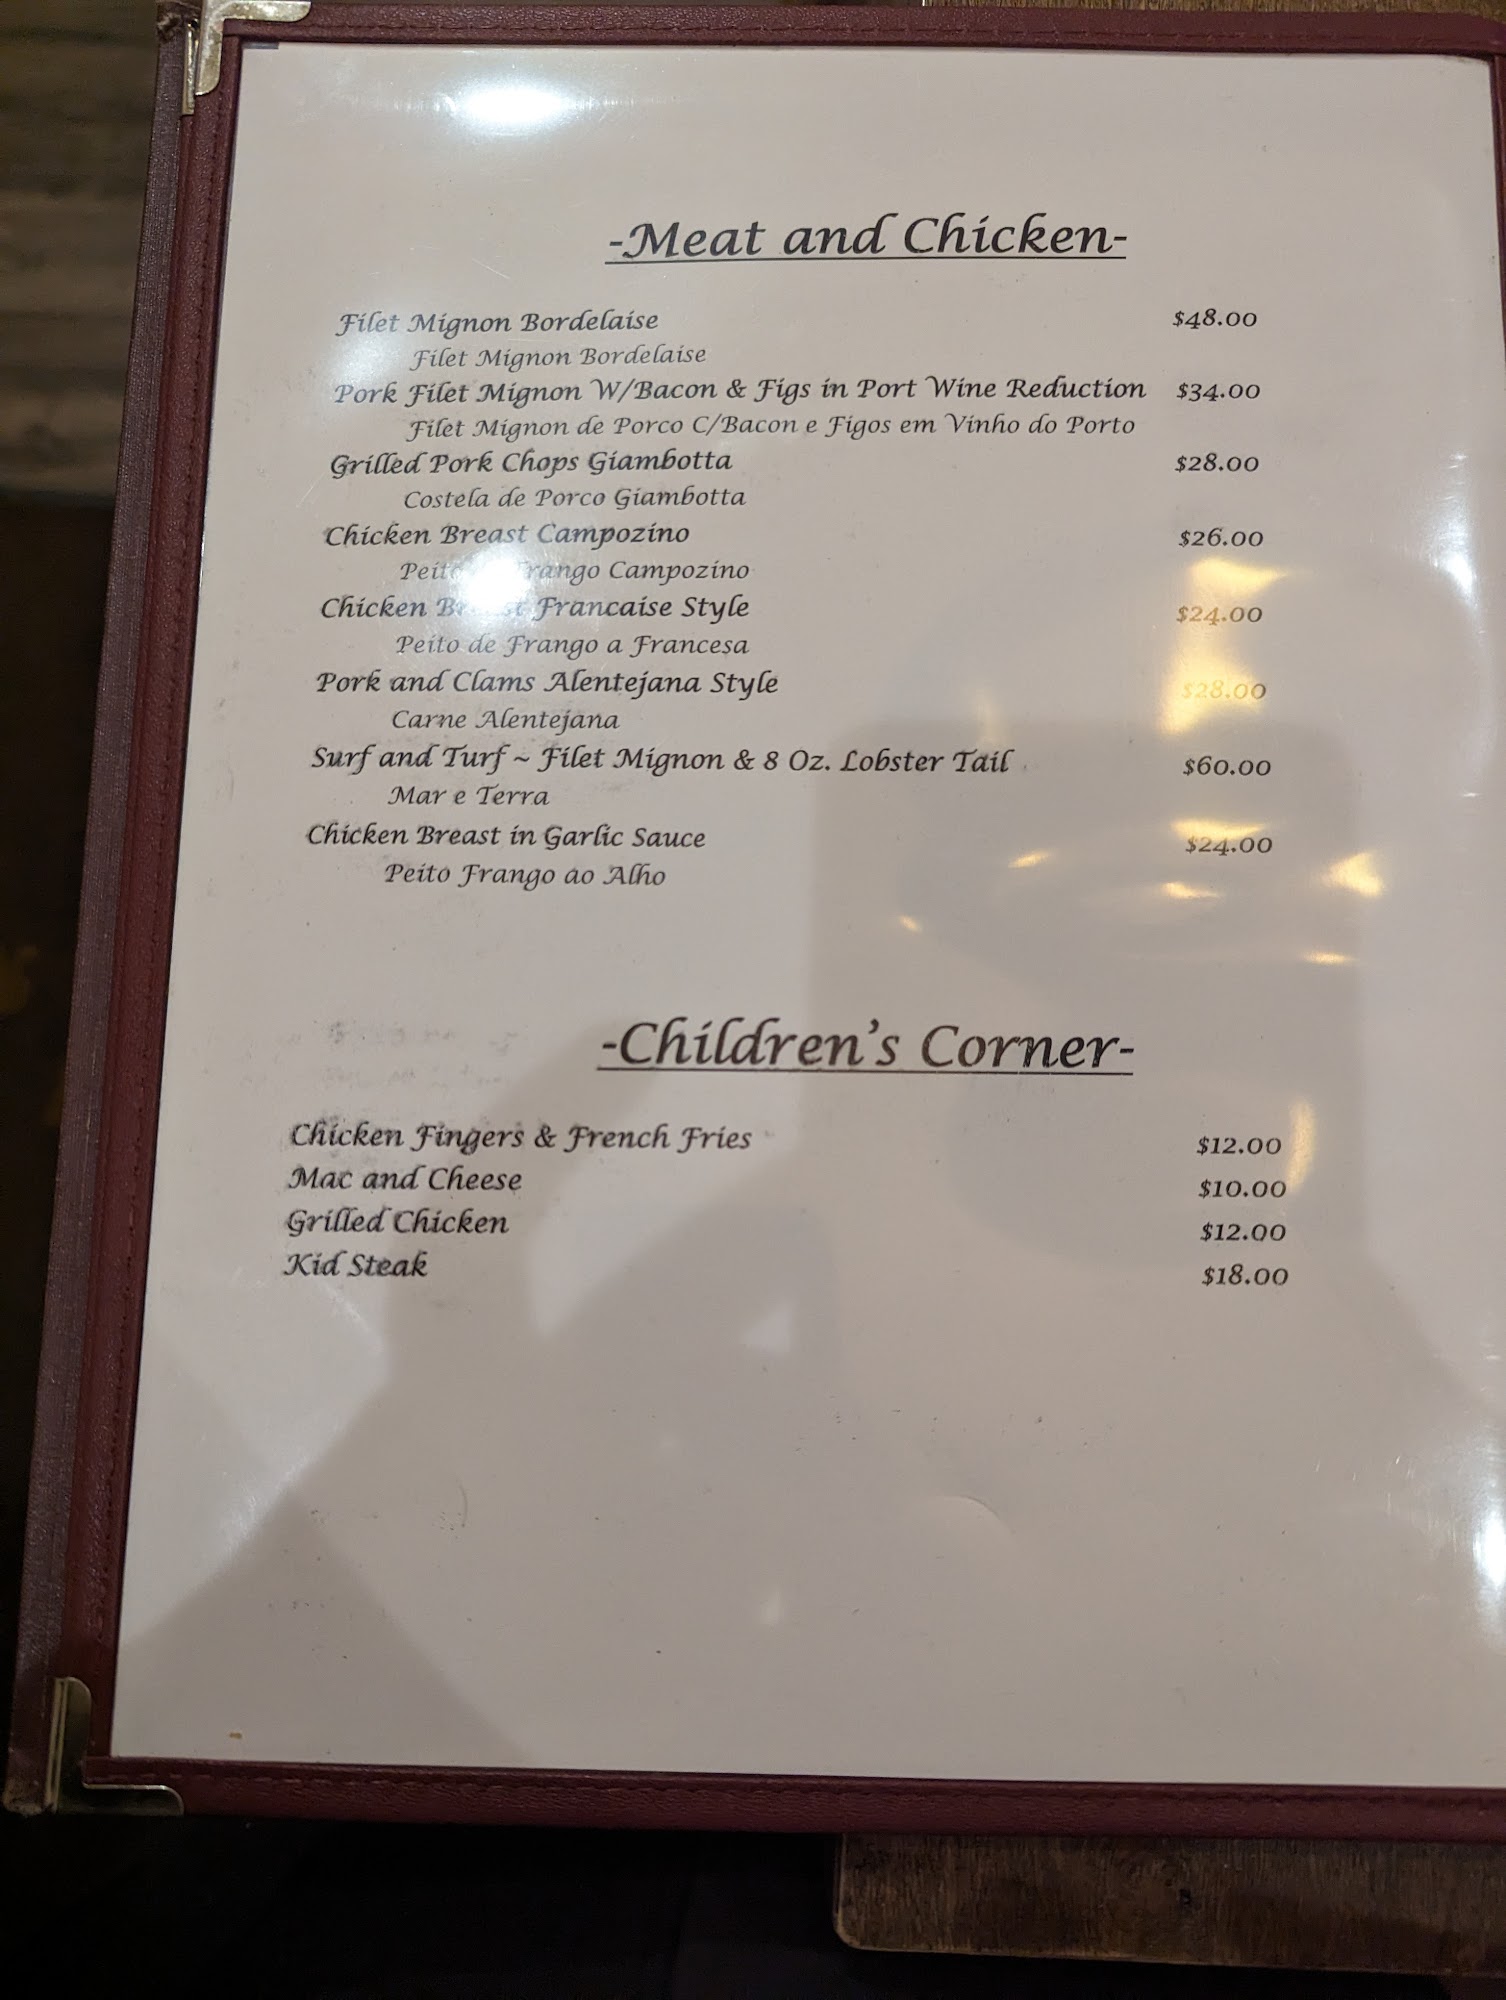 -Meat and Chicken-
Filet Mignon Bordelaise $48.00
Filet Mignon Bordelaise
Pork Filet Mignon W/Bacon & Figs in Port Wine Reduction $34.00
Filet Mignon de Porco C/Bacon e Figos em Vinho do Porto
Grilled Pork Chops Giambotta $28.00
Costela de Porco Giambotta
Chicken Breast Campozino $26.00
Peito Frango Campozino
Chicken Breast Francaise Style $24.00
Peito de Frango a Francesa
Pork and Clams Alentejana Style $28.00
Carne Alentejana
Surf and Turf ~ Filet Mignon & 8 Oz. Lobster Tail $60.00
Mar e Terra
Chicken Breast in Garlic Sauce $24.00
Peito Frango ao Alho
-Children's Corner-
Chicken Fingers & French Fries $12.00
Mac and Cheese $10.00
Grilled Chicken $12.00
Kid Steak $18.00